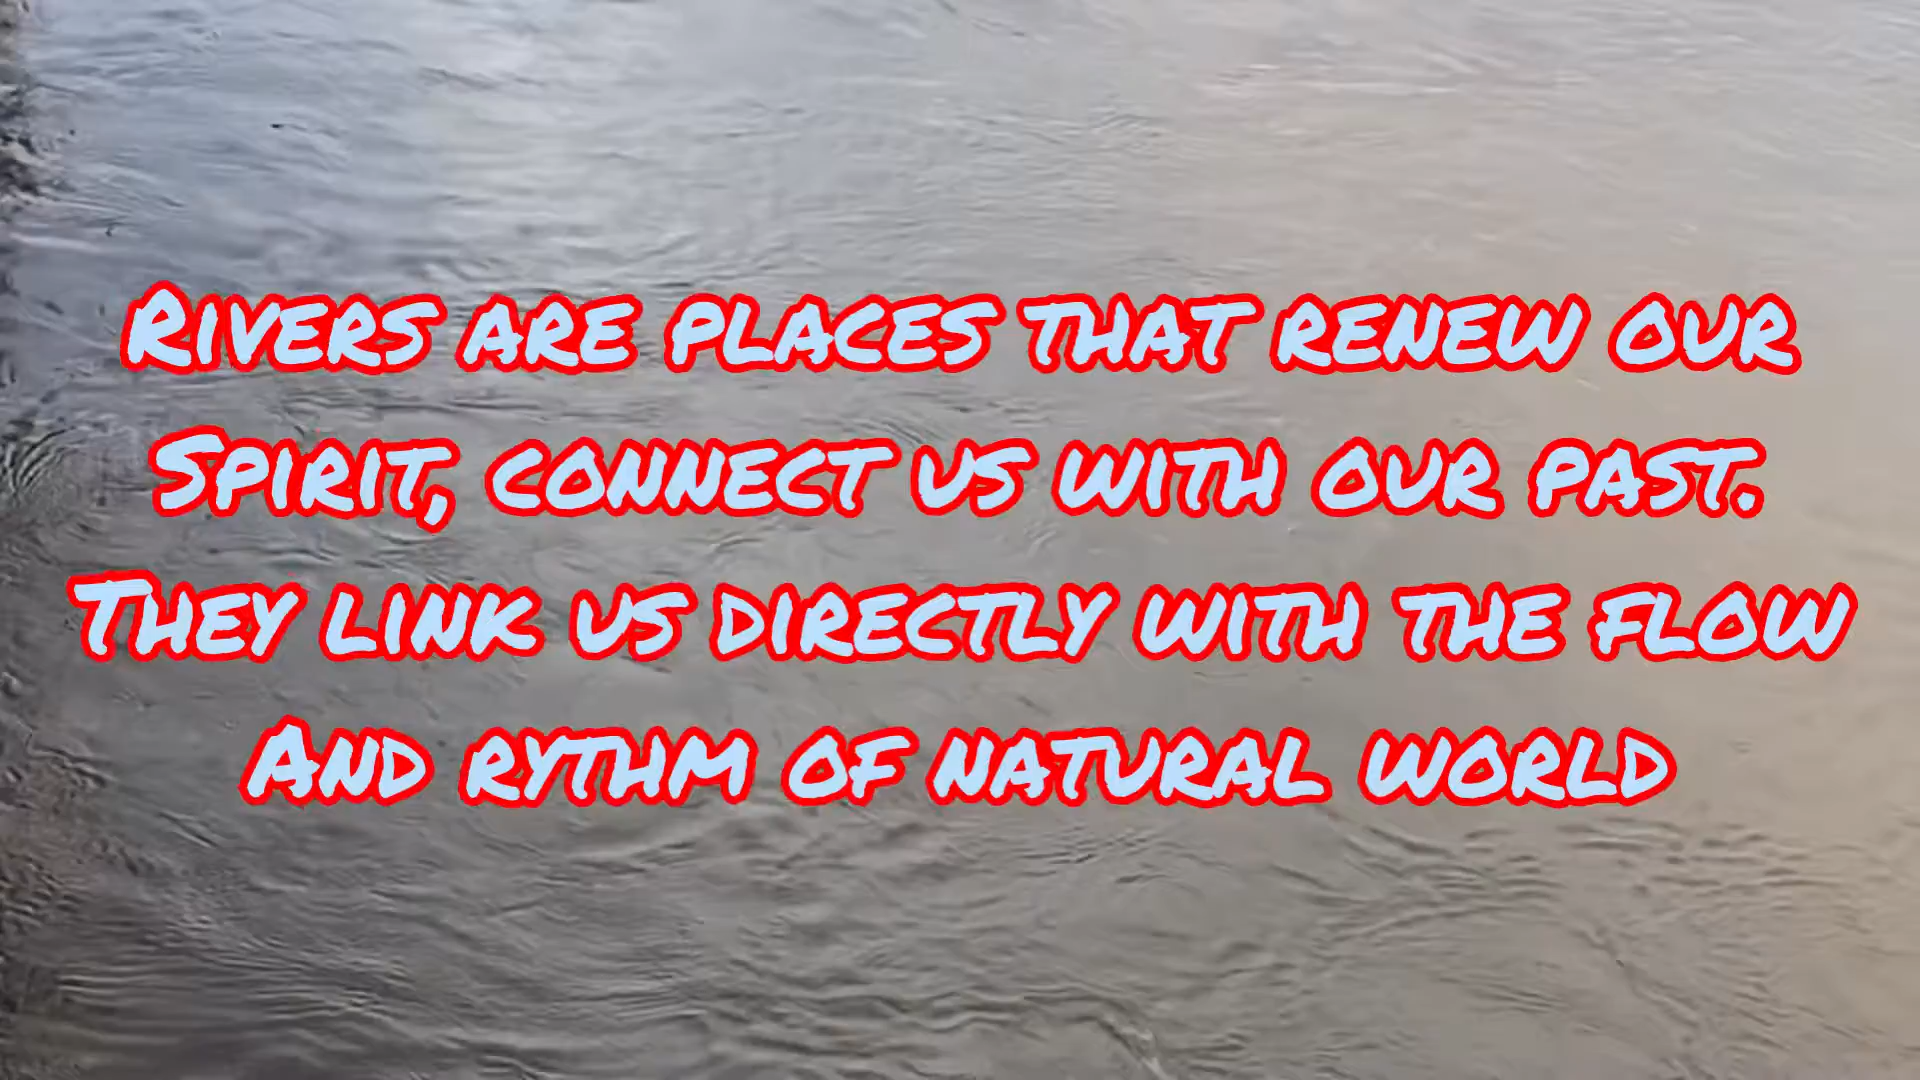 Rivers are places that renew our
Spirit, connect us with our past.
They link us directly with the flow
And rythm of natural world